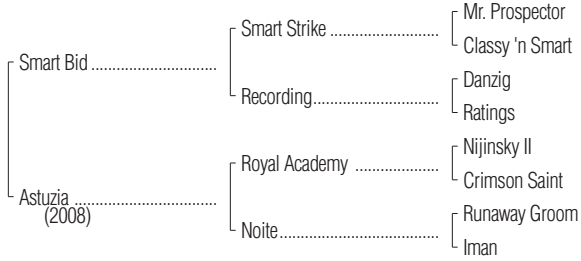 Mr. Prospector
Smart Strike ........................
Classy 'n Smart
Smart Bid ...........................
Danzig
Recording...........................
Ratings
Nijinsky II
Royal Academy ..................
Crimson Saint
Astuzia ..............................
(2008)
Runaway Groom
Noite..................................
Iman